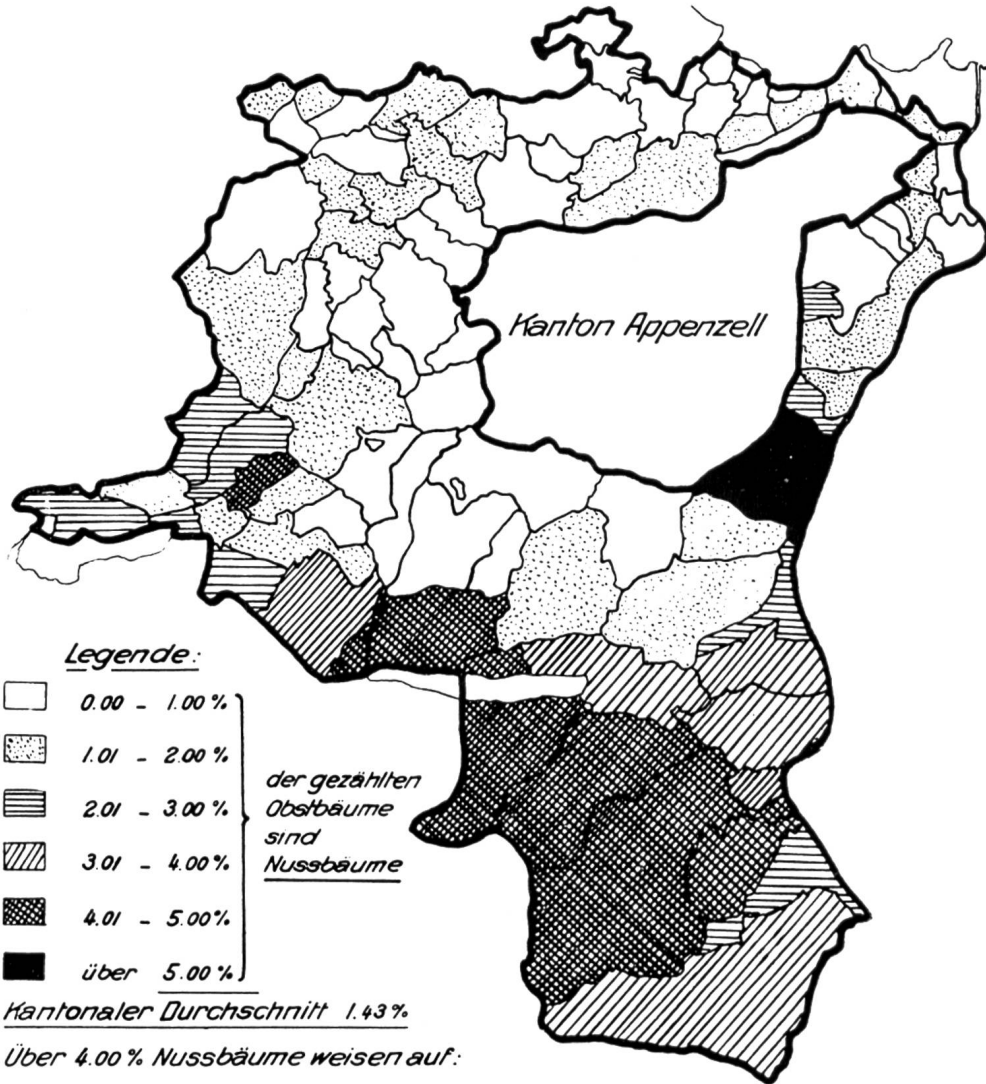 Kanton Appenzell
Legende:
0.00 - 1.00 %
1.01 - 2.00 %
2.01 - 3.00 %
3.01 - 4.00 %
4.01 - 5.00 %
über 5.00 %
der gezählten
Obstbäume
sind
Nussbäume
Kantonaler Durchschnitt 1.43 %
Über 4.00 % Nussbäume weisen auf: